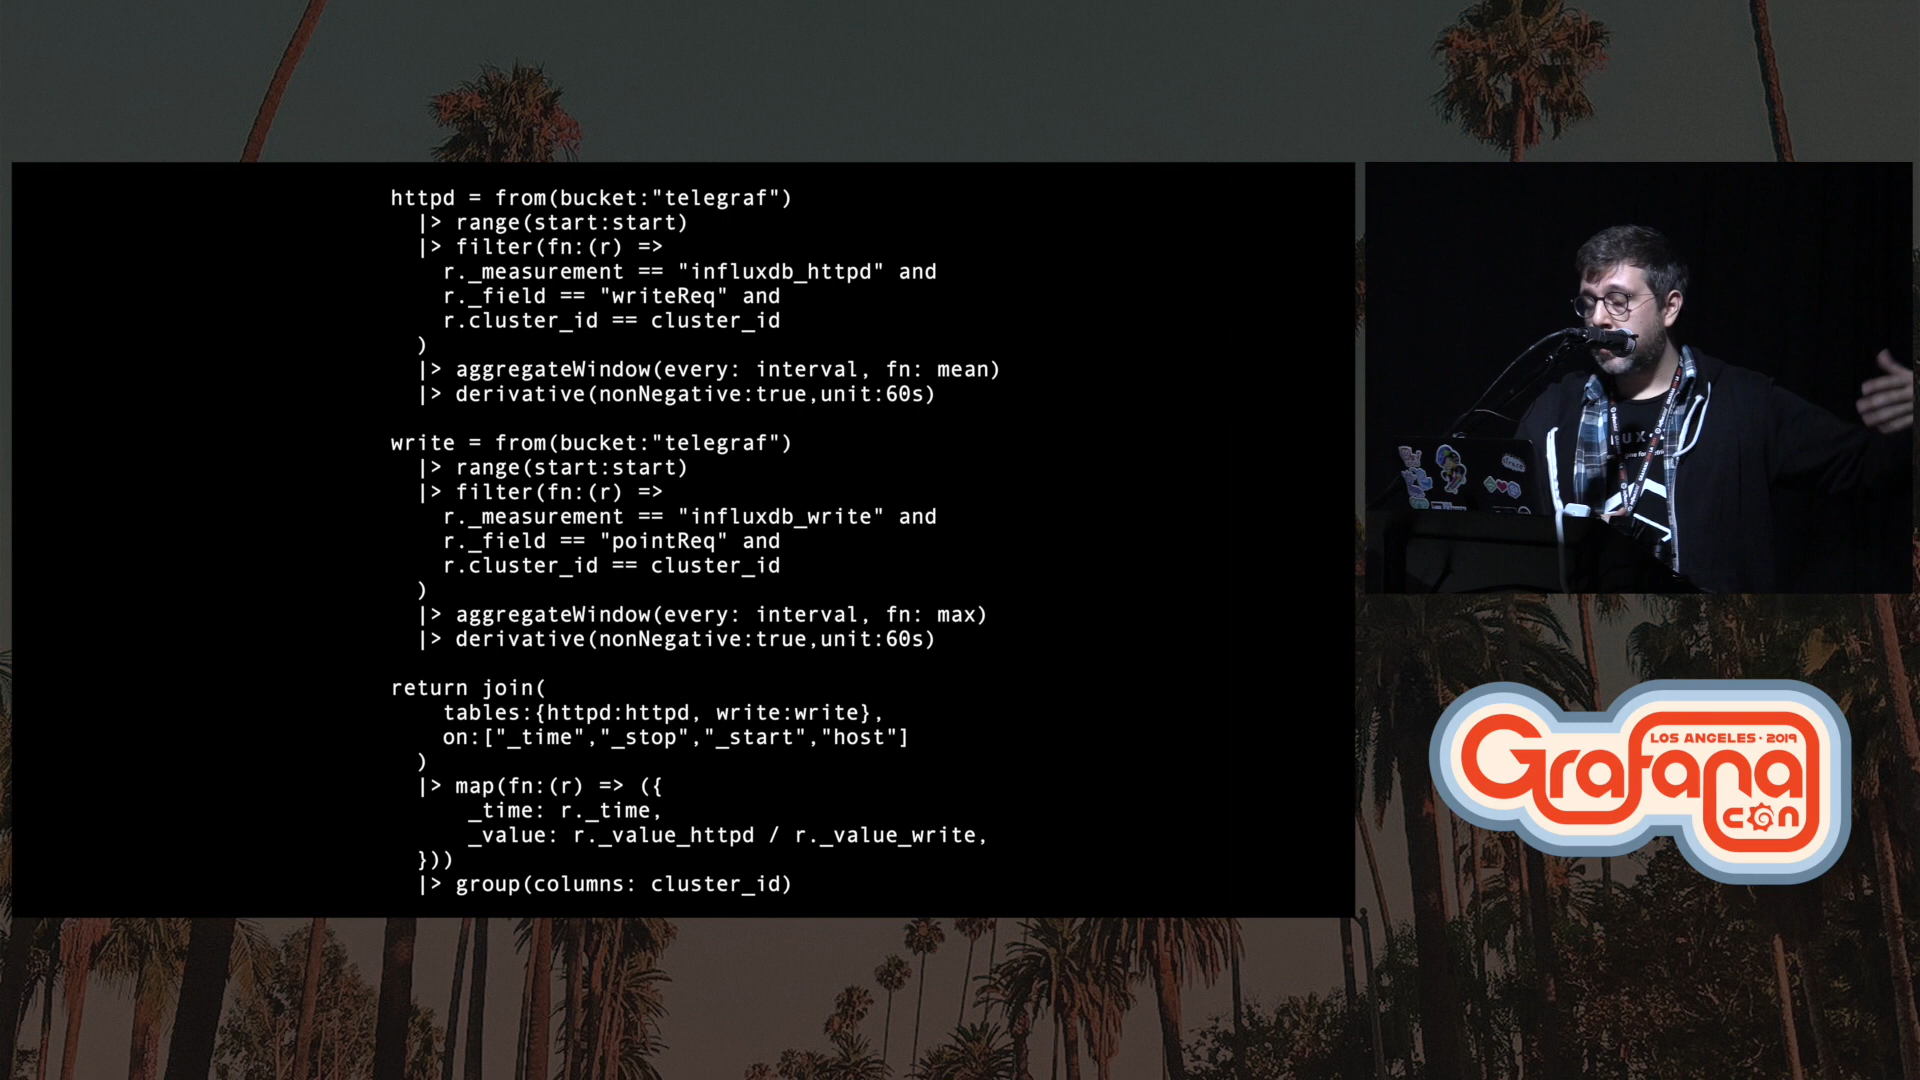 httpd = from(bucket:"telegraf")
  |> range(start:start)
  |> filter(fn:(r) =>
    r._measurement == "influxdb_httpd" and
    r._field == "writeReq" and
    r.cluster_id == cluster_id
  )
  |> aggregateWindow(every: interval, fn: mean)
  |> derivative(nonNegative:true,unit:60s)
write = from(bucket:"telegraf")
  |> range(start:start)
  |> filter(fn:(r) =>
    r._measurement == "influxdb_write" and
    r._field == "pointReq" and
    r.cluster_id == cluster_id
  )
  |> aggregateWindow(every: interval, fn: max)
  |> derivative(nonNegative:true,unit:60s)
return join(
    tables:{httpd:httpd, write:write},
    on:["_time","_stop","_start","host"]
  )
  |> map(fn:(r) => ({
      _time: r._time,
      _value: r._value_httpd / r._value_write,
  }))
  |> group(columns: cluster_id)
LOS ANGELES · 2019
Grafana
con